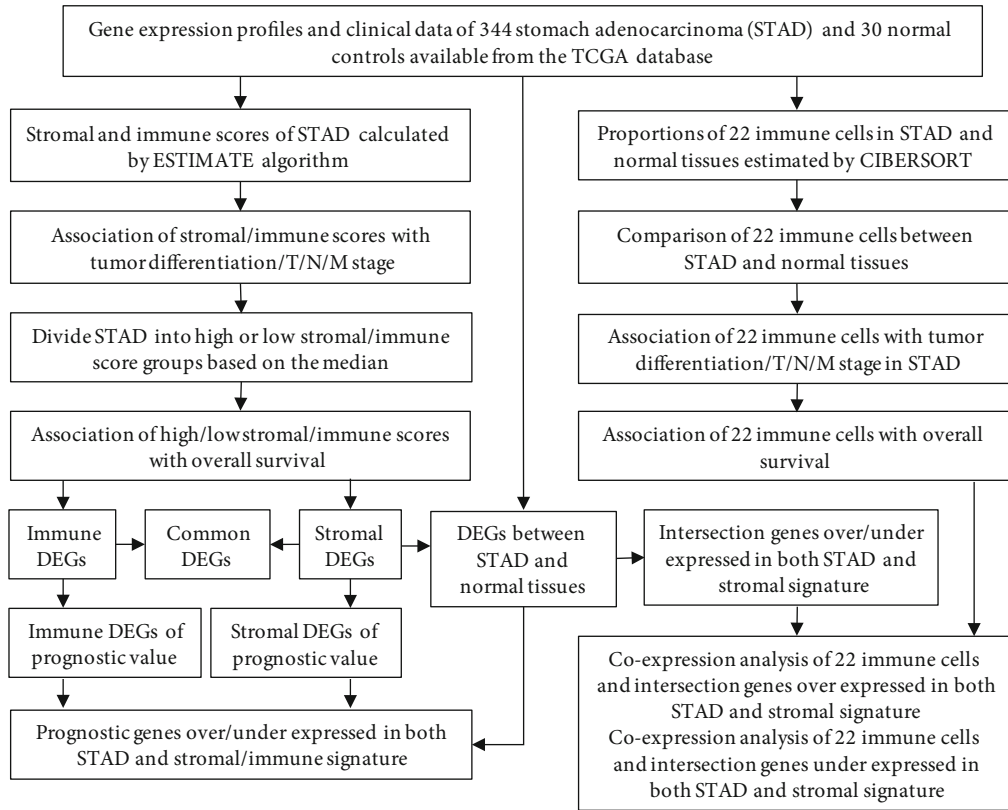 Gene expression profiles and clinical data of 344 stomach adenocarcinoma (STAD) and 30 normal
controls available from the TCGA database
Stromal and immune scores of STAD calculated
by ESTIMATE algorithm
Proportions of 22 immune cells in STAD and
normal tissues estimated by CIBERSORT
Association of stromal/immune scores with
tumor differentiation/T/N/M stage
Comparison of 22 immune cells between
STAD and normal tissues
Divide STAD into high or low stromal/immune
score groups based on the median
Association of 22 immune cells with tumor
differentiation/T/N/M stage in STAD
Association of high/low stromal/immune scores
with overall survival
Association of 22 immune cells with overall
survival
Immune
DEGs
Common
DEGs
Stromal
DEGs
DEGs between
STAD and
normal tissues
Intersection genes over/under
expressed in both STAD and
stromal signature
Immune DEGs of
prognostic value
Stromal DEGs of
prognostic value
Prognostic genes over/under expressed in both
STAD and stromal/immune signature
Co-expression analysis of 22 immune cells
and intersection genes over expressed in both
STAD and stromal signature
Co-expression analysis of 22 immune cells
and intersection genes under expressed in
both STAD and stromal signature